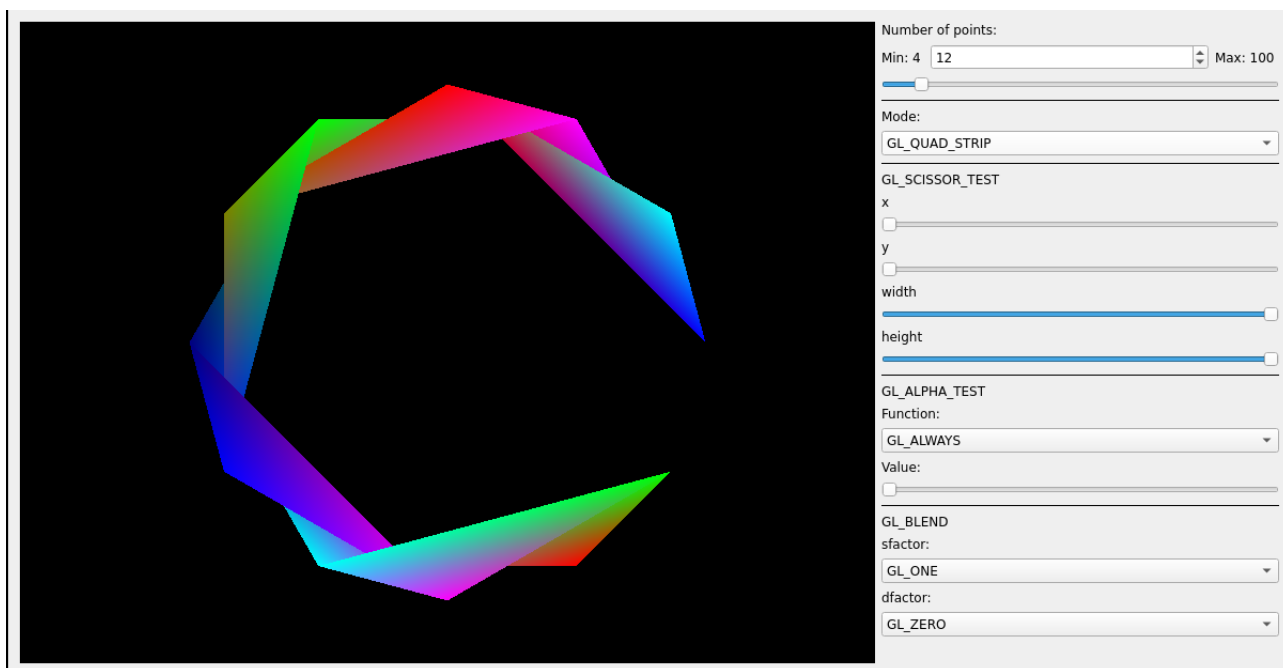 Number of points:
Min: 4 12 Max: 100
Mode:
GL_QUAD_STRIP
GL_SCISSOR_TEST
x
y
width
height
GL_ALPHA_TEST
Function:
GL_ALWAYS
Value:
GL_BLEND
sfactor:
GL_ONE
dfactor:
GL_ZERO